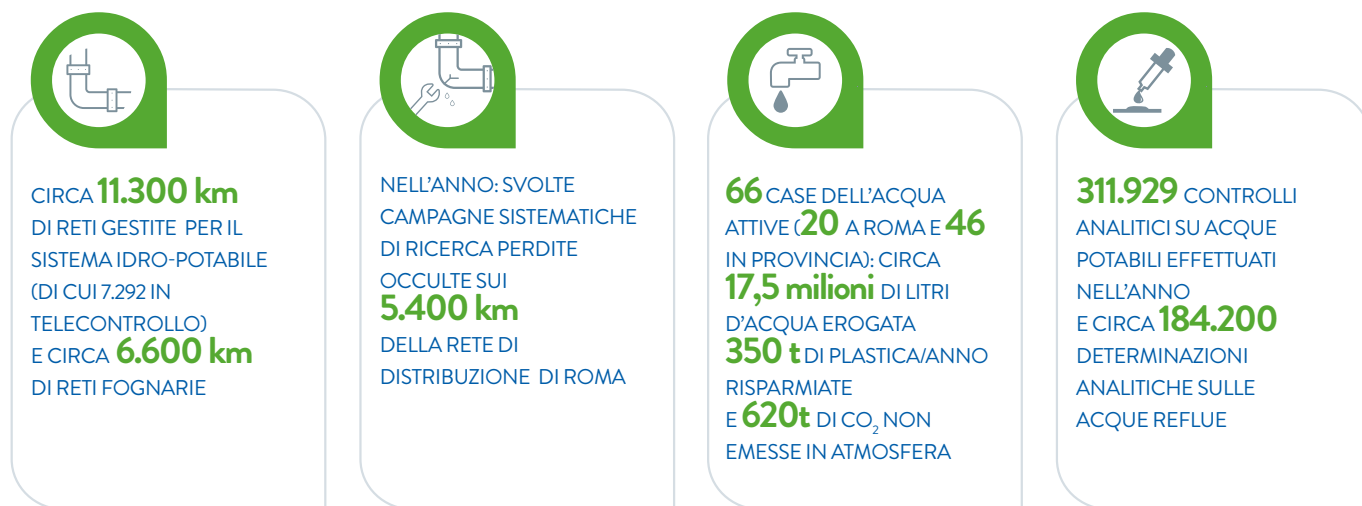 CIRCA 11.300 km
DI RETI GESTITE PER IL
SISTEMA IDRO-POTABILE
(DI CUI 7.292 IN
TELECONTROLLO)
E CIRCA 6.600 km
DI RETI FOGNARIE
NELL'ANNO: SVOLTE
CAMPAGNE SISTEMATICHE
DI RICERCA PERDITE
OCCULTE SUI
5.400 km
DELLA RETE DI
DISTRIBUZIONE DI ROMA
66 CASE DELL'ACQUA
ATTIVE (20 A ROMA E 46
IN PROVINCIA): CIRCA
17,5 milioni DI LITRI
D'ACQUA EROGATA
350 t DI PLASTICA/ANNO
RISPARMIATE
E 620t DI CO₂ NON
EMESSE IN ATMOSFERA
311.929 CONTROLLI
ANALITICI SU ACQUE
POTABILI EFFETTUATI
NELL'ANNO
E CIRCA 184.200
DETERMINAZIONI
ANALITICHE SULLE
ACQUE REFLUE